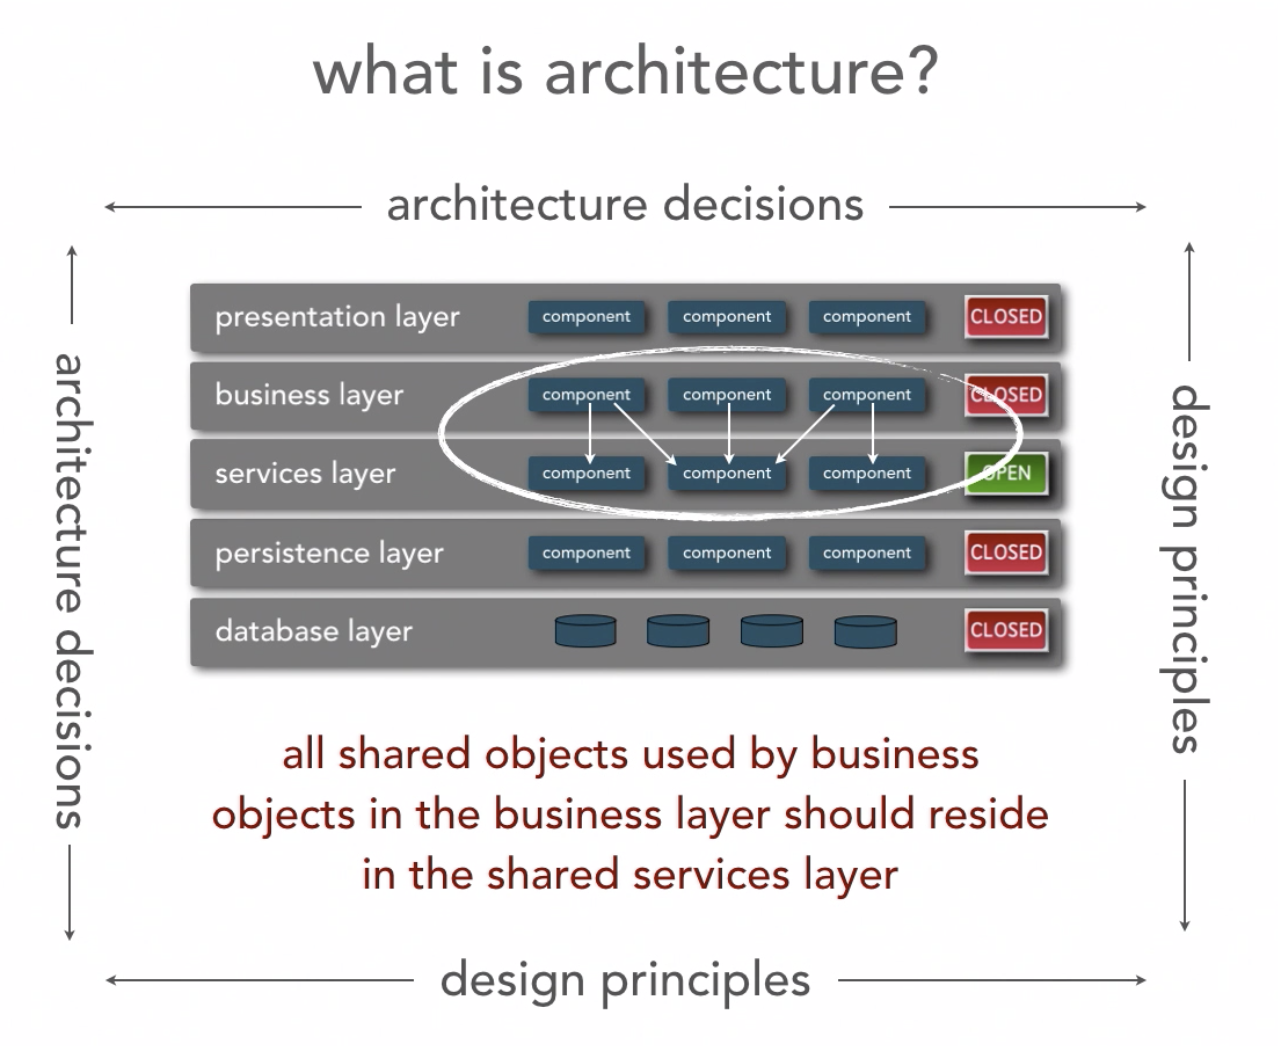 what is architecture?
architecture decisions
architecture decisions
presentation layer component component component CLOSED
business layer component component component CLOSED
services layer component component component OPEN
persistence layer component component component CLOSED
database layer CLOSED
design principles
all shared objects used by business
objects in the business layer should reside
in the shared services layer
design principles